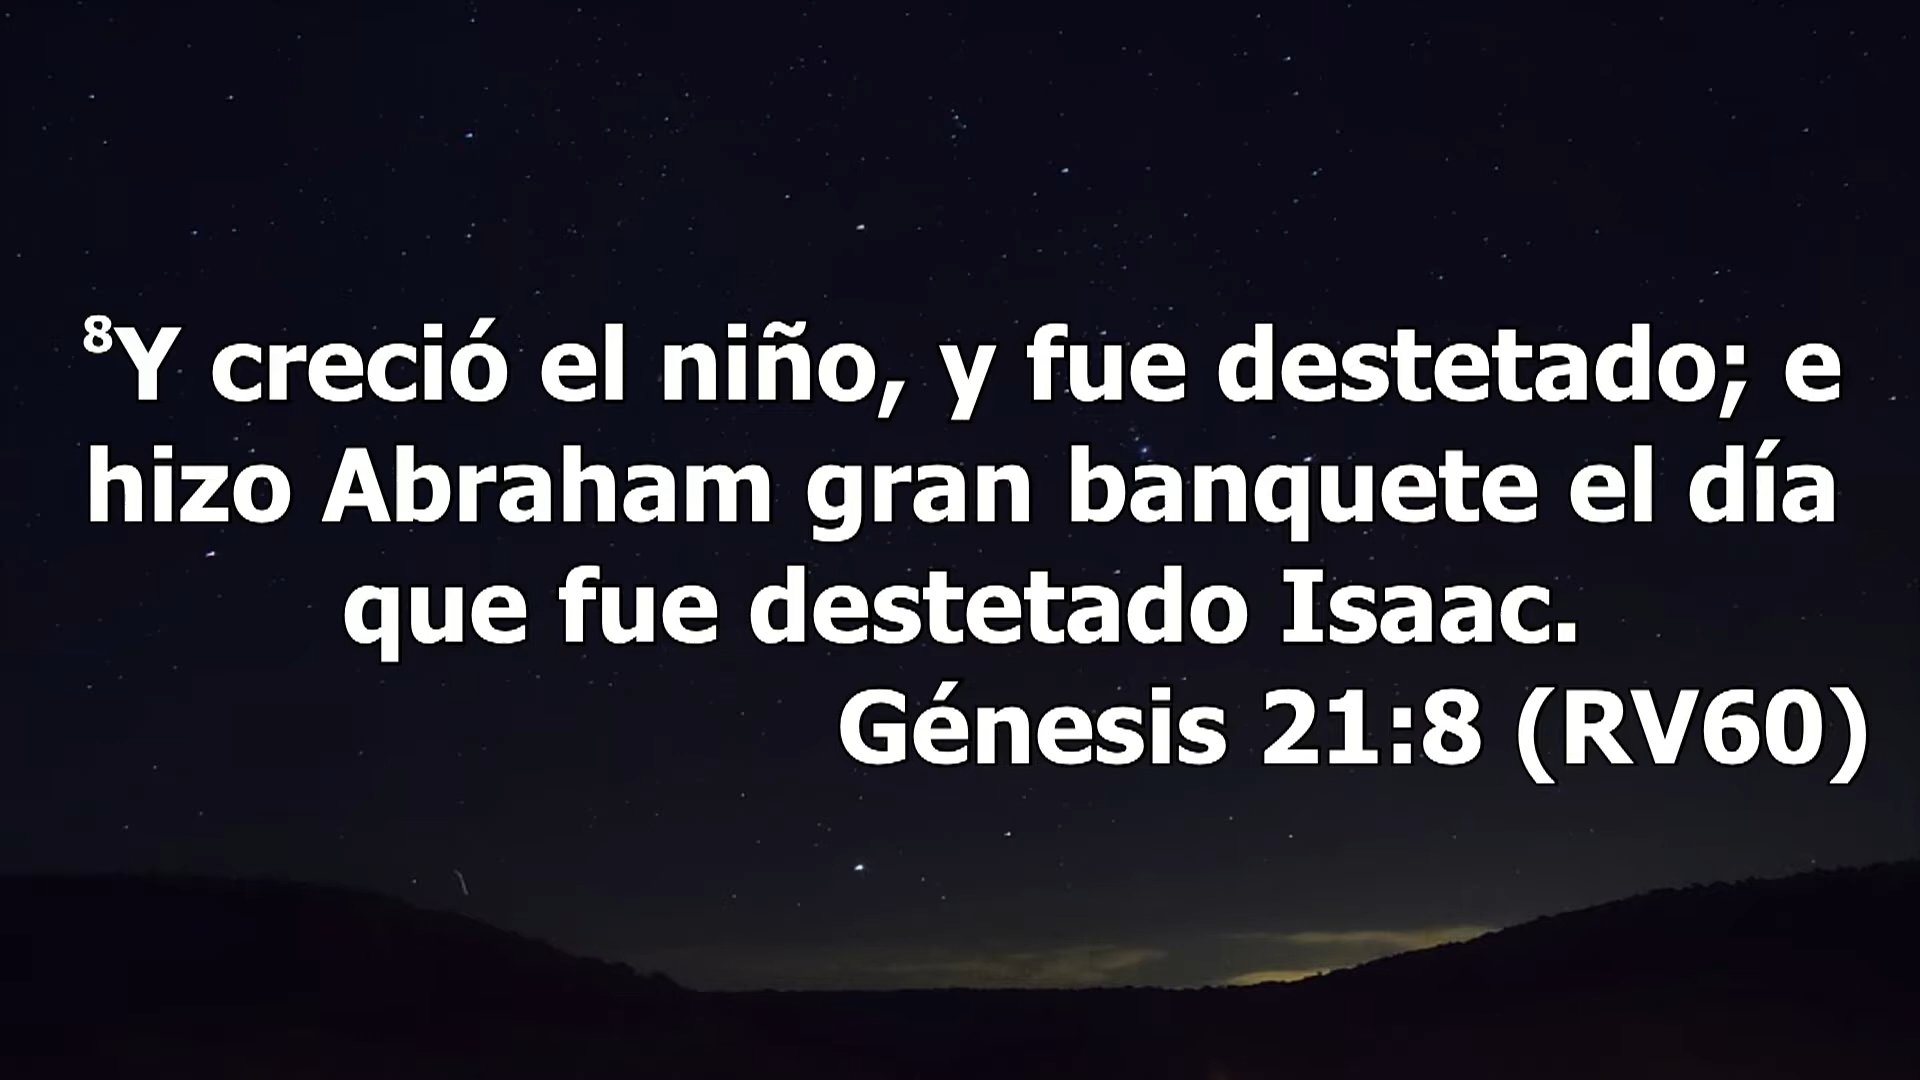 ⁸Y creció el niño, y fue destetado; e
hizo Abraham gran banquete el día
que fue destetado Isaac.
Génesis 21:8 (RV60)